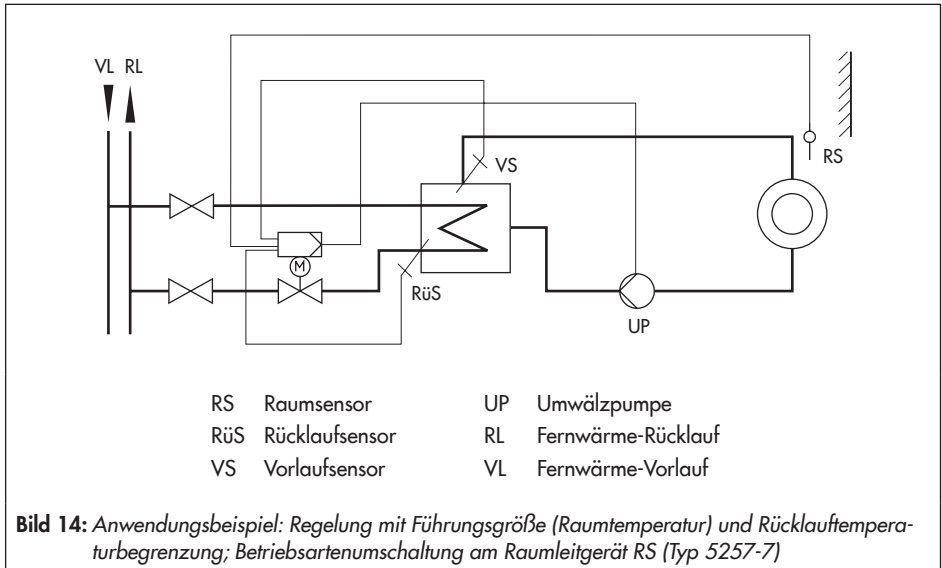 VL RL
RS
VS
M
RüS
UP
RS Raumsensor UP Umwälzpumpe
RüS Rücklaufsensor RL Fernwärme-Rücklauf
VS Vorlaufsensor VL Fernwärme-Vorlauf
Bild 14: Anwendungsbeispiel: Regelung mit Führungsgröße (Raumtemperatur) und Rücklauftempera-
turbegrenzung; Betriebsartenumschaltung am Raumleitgerät RS (Typ 5257-7)